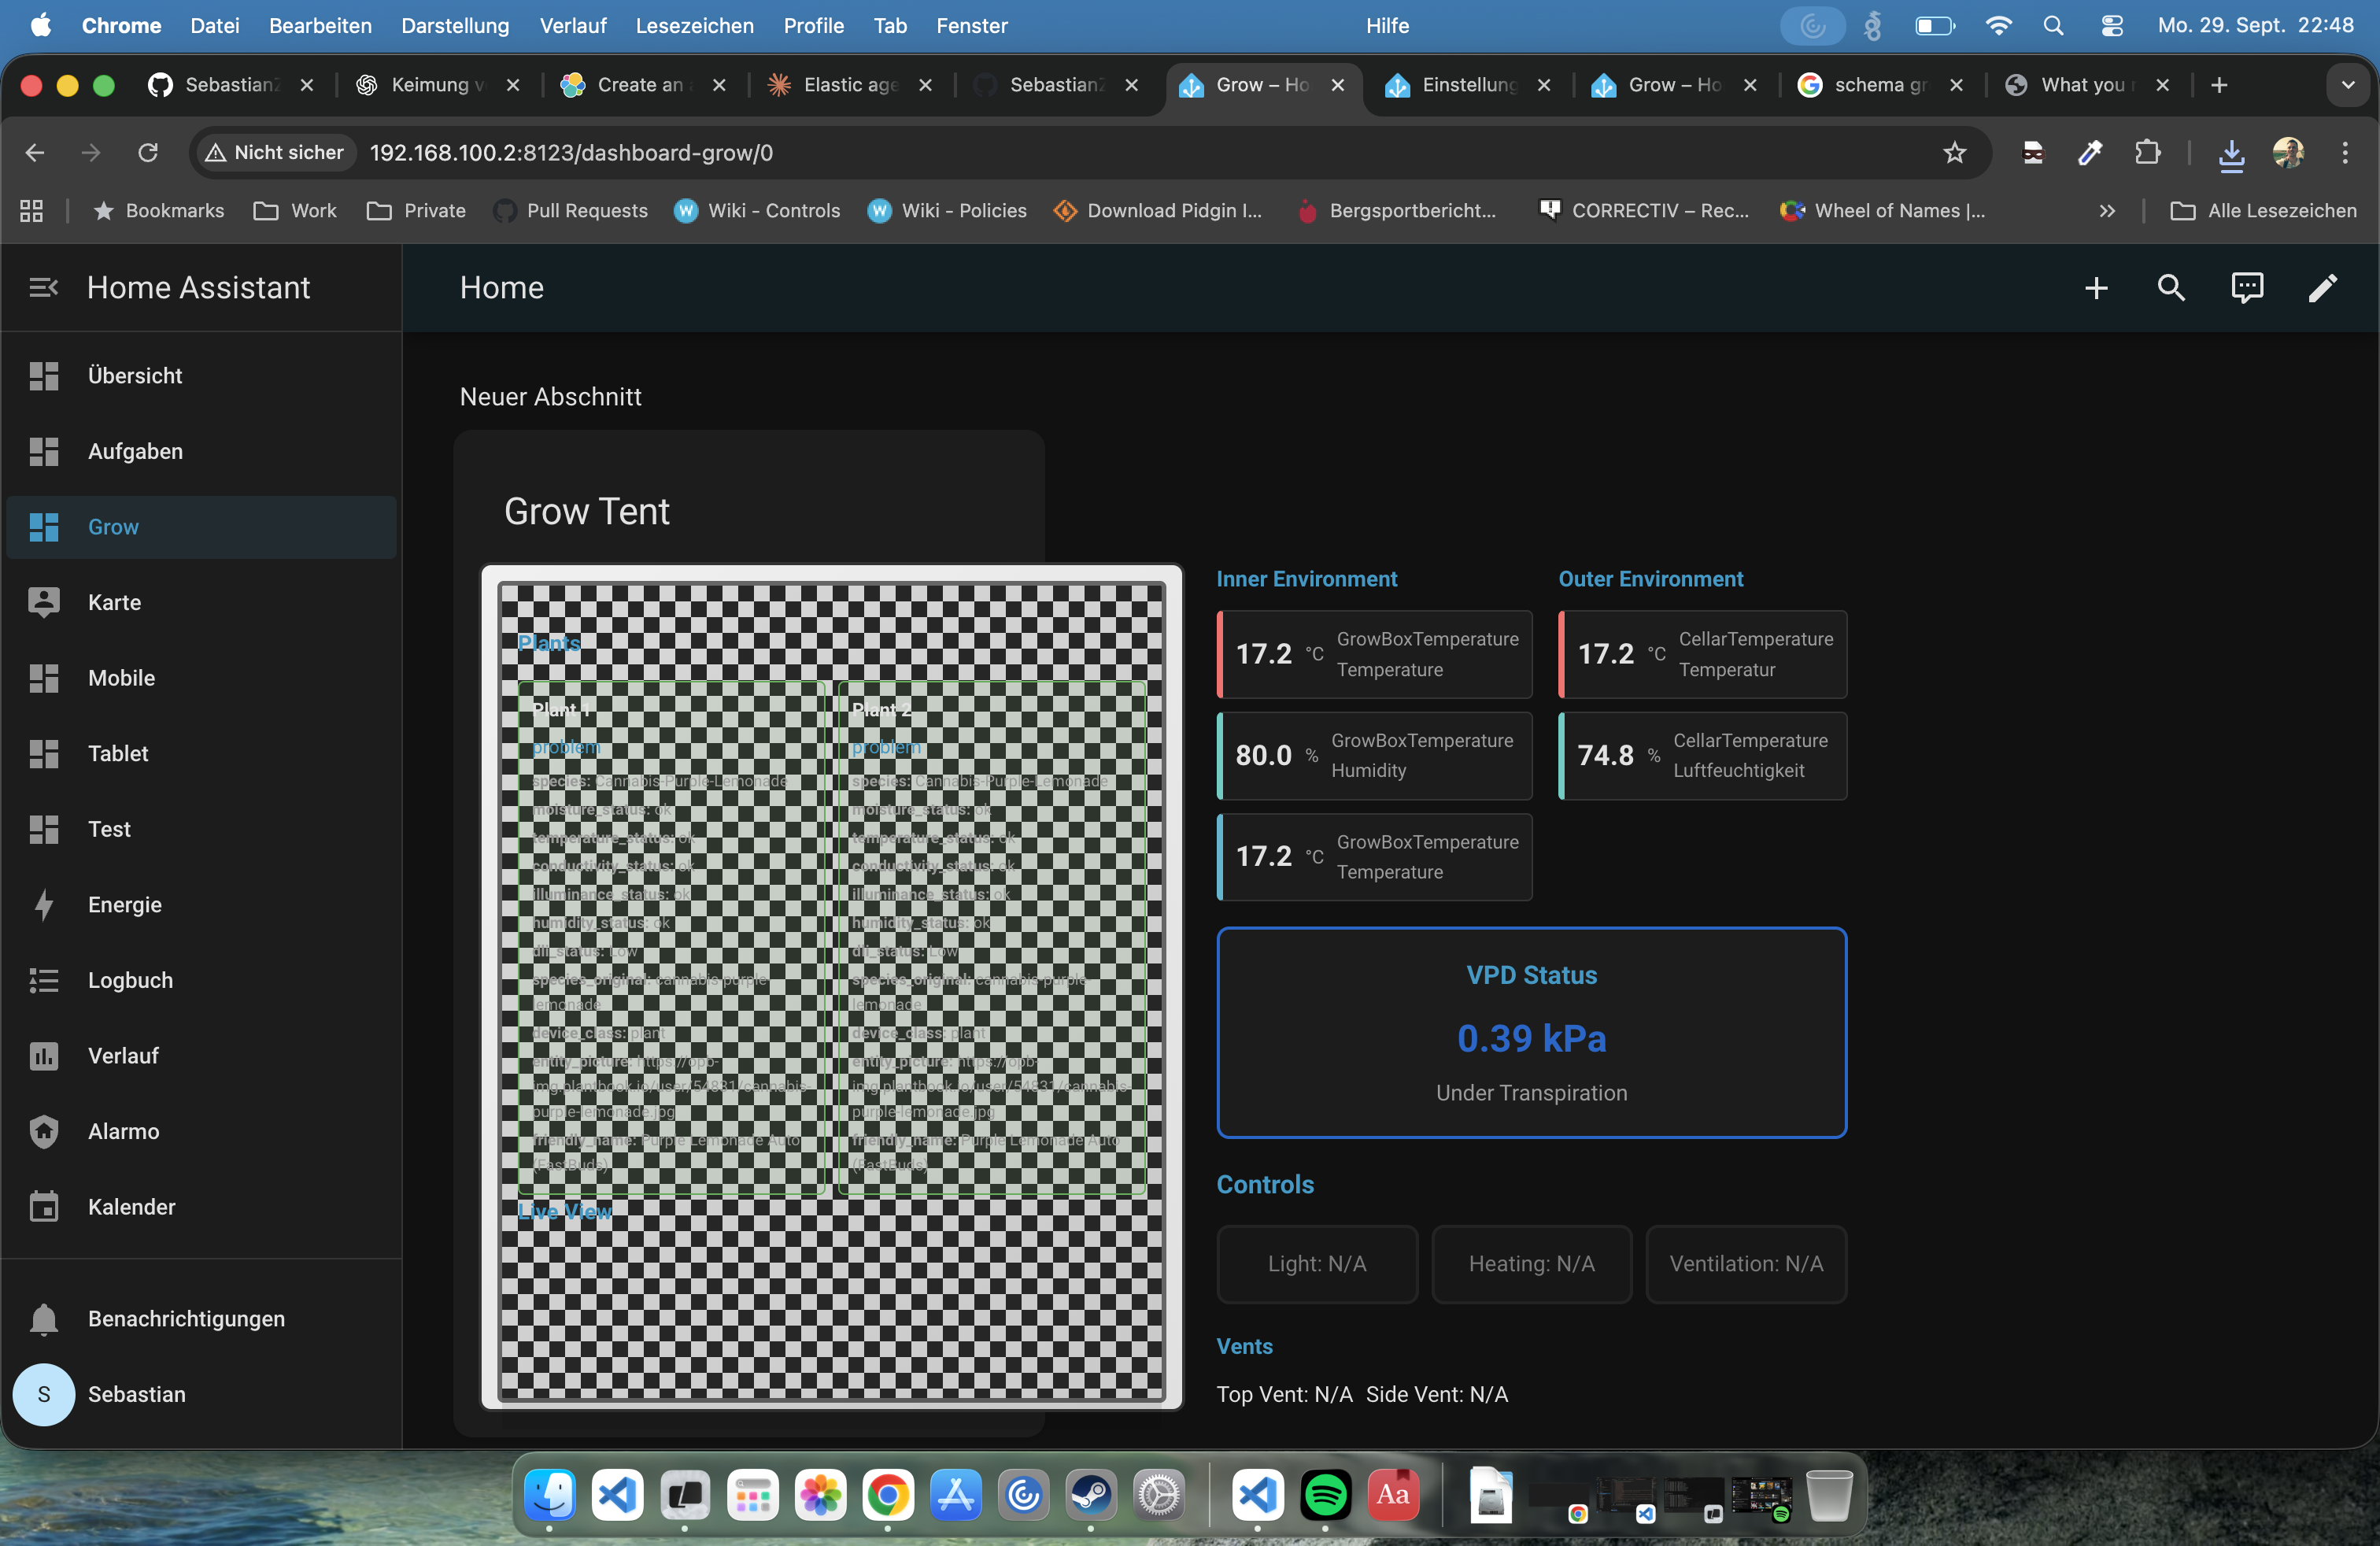 Chrome Datei Bearbeiten Darstellung Verlauf Lesezeichen Profile Tab Fenster Hilfe Mo. 29. Sept. 22:48
Sebastian Keimung v Create an Elastic age Sebastian Grow – Ho Einstellung Grow – Ho schema gr What you
Nicht sicher 192.168.100.2:8123/dashboard-grow/0
Bookmarks Work Private Pull Requests Wiki - Controls Wiki - Policies Download Pidgin I... Bergsportbericht... CORRECTIV – Rec... Wheel of Names |... Alle Lesezeichen
Home Assistant
Home
Übersicht
Aufgaben
Grow
Karte
Mobile
Tablet
Test
Energie
Logbuch
Verlauf
Alarmo
Kalender
Benachrichtigungen
S Sebastian
Neuer Abschnitt
Grow Tent
Plants
Plant 1
problem
species: Cannabis-Purple-Lemonade
moisture_status: ok
temperature_status: ok
conductivity_status: ok
illuminance_status: ok
humidity_status: ok
dli_status: Low
species_original: cannabis purple
lemonade
device_class: plant
entity_picture: https://opb-
img.plantbook.io/user/54831/cannabis-
purple-lemonade.jpg
friendly_name: Purple Lemonade Auto
(FastBuds)
Plant 2
problem
species: Cannabis-Purple-Lemonade
moisture_status: ok
temperature_status: ok
conductivity_status: ok
illuminance_status: ok
humidity_status: ok
dli_status: Low
species_original: cannabis purple
lemonade
device_class: plant
entity_picture: https://opb-
img.plantbook.io/user/54831/cannabis-
purple-lemonade.jpg
friendly_name: Purple Lemonade Auto
(FastBuds)
Live View
Inner Environment
17.2 °C GrowBoxTemperature
Temperature
80.0 % GrowBoxTemperature
Humidity
17.2 °C GrowBoxTemperature
Temperature
Outer Environment
17.2 °C CellarTemperature
Temperatur
74.8 % CellarTemperature
Luftfeuchtigkeit
VPD Status
0.39 kPa
Under Transpiration
Controls
Light: N/A Heating: N/A Ventilation: N/A
Vents
Top Vent: N/A Side Vent: N/A
Aa